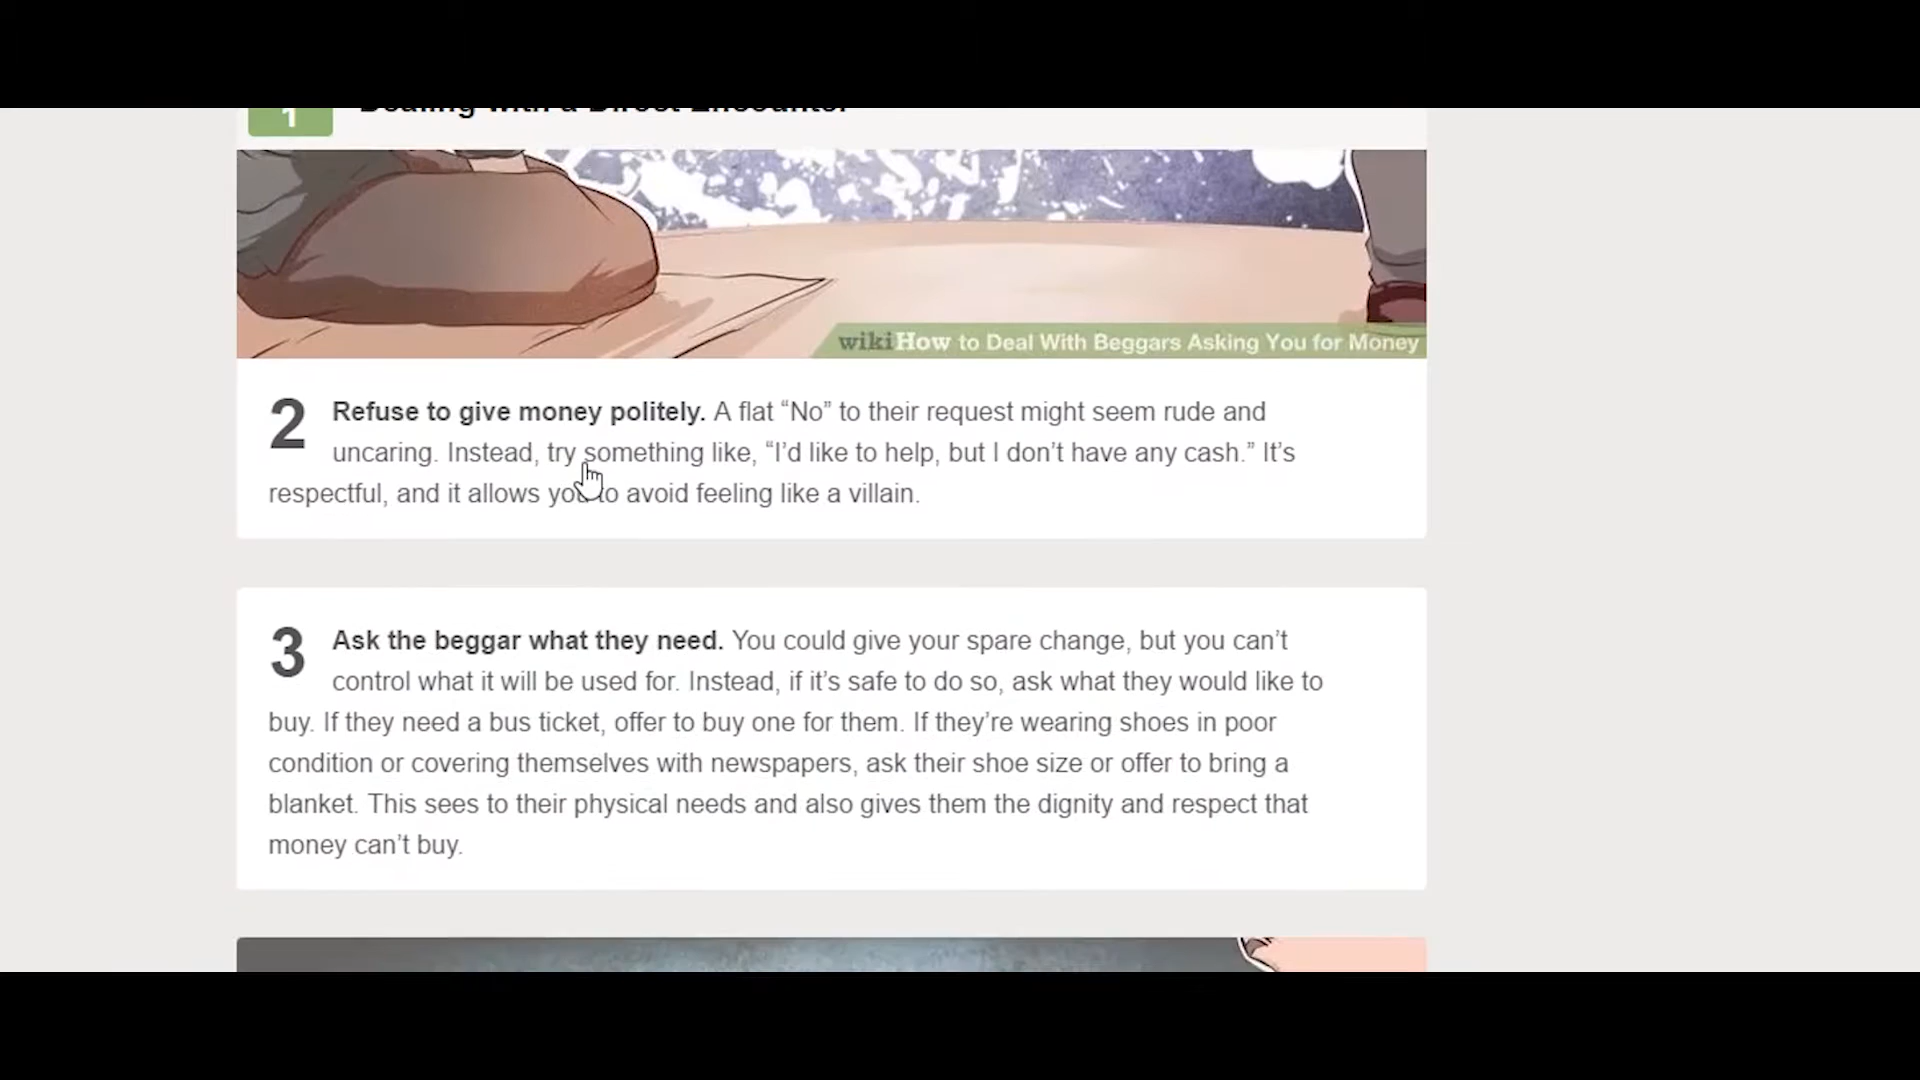 1 Dealing with a Direct Encounter
wikiHow to Deal With Beggars Asking You for Money
2 Refuse to give money politely. A flat “No” to their request might seem rude and
uncaring. Instead, try something like, “I’d like to help, but I don’t have any cash.” It’s
respectful, and it allows you to avoid feeling like a villain.
3 Ask the beggar what they need. You could give your spare change, but you can’t
control what it will be used for. Instead, if it’s safe to do so, ask what they would like to
buy. If they need a bus ticket, offer to buy one for them. If they’re wearing shoes in poor
condition or covering themselves with newspapers, ask their shoe size or offer to bring a
blanket. This sees to their physical needs and also gives them the dignity and respect that
money can’t buy.